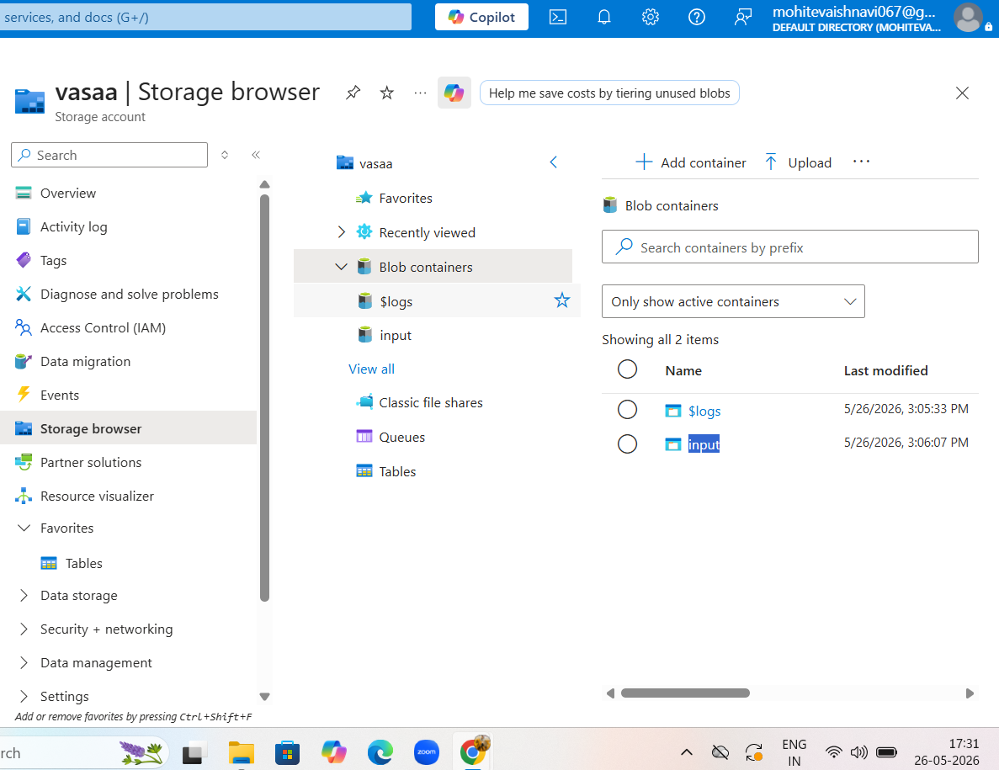 services, and docs (G+/)
Copilot
mohitevaishnavi067@g...
DEFAULT DIRECTORY (MOHITEVA...
vasaa | Storage browser
...
Help me save costs by tiering unused blobs
Storage account
Search
Overview
Activity log
Tags
Diagnose and solve problems
Access Control (IAM)
Data migration
Events
Storage browser
Partner solutions
Resource visualizer
Favorites
Tables
Data storage
Security + networking
Data management
Settings
Add or remove favorites by pressing Ctrl+Shift+F
vasaa
Favorites
Recently viewed
Blob containers
$logs
input
View all
Classic file shares
Queues
Tables
Add container
Upload
...
Blob containers
Search containers by prefix
Only show active containers
Showing all 2 items
Name Last modified
$logs 5/26/2026, 3:05:33 PM
input 5/26/2026, 3:06:07 PM
rch
zoom
ENG
IN
17:31
26-05-2026